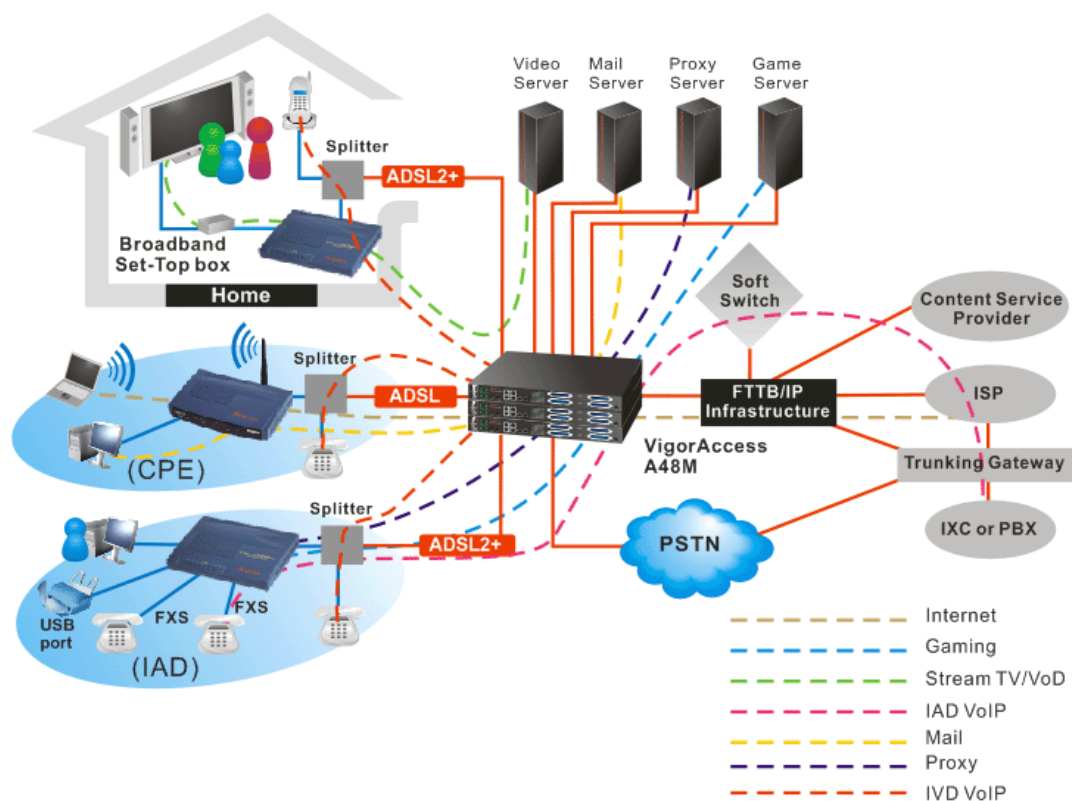 Video
Server
Mail
Server
Proxy
Server
Game
Server
Splitter
ADSL2+
Broadband
Set-Top box
Home
Soft
Switch
Content Service
Provider
Splitter
ADSL
FTTB/IP
Infrastructure
ISP
VigorAccess
A48M
(CPE)
Trunking Gateway
Splitter
ADSL2+
PSTN
IXC or PBX
USB
port
FXS
FXS
(IAD)
Internet
Gaming
Stream TV/VoD
IAD VoIP
Mail
Proxy
IVD VoIP